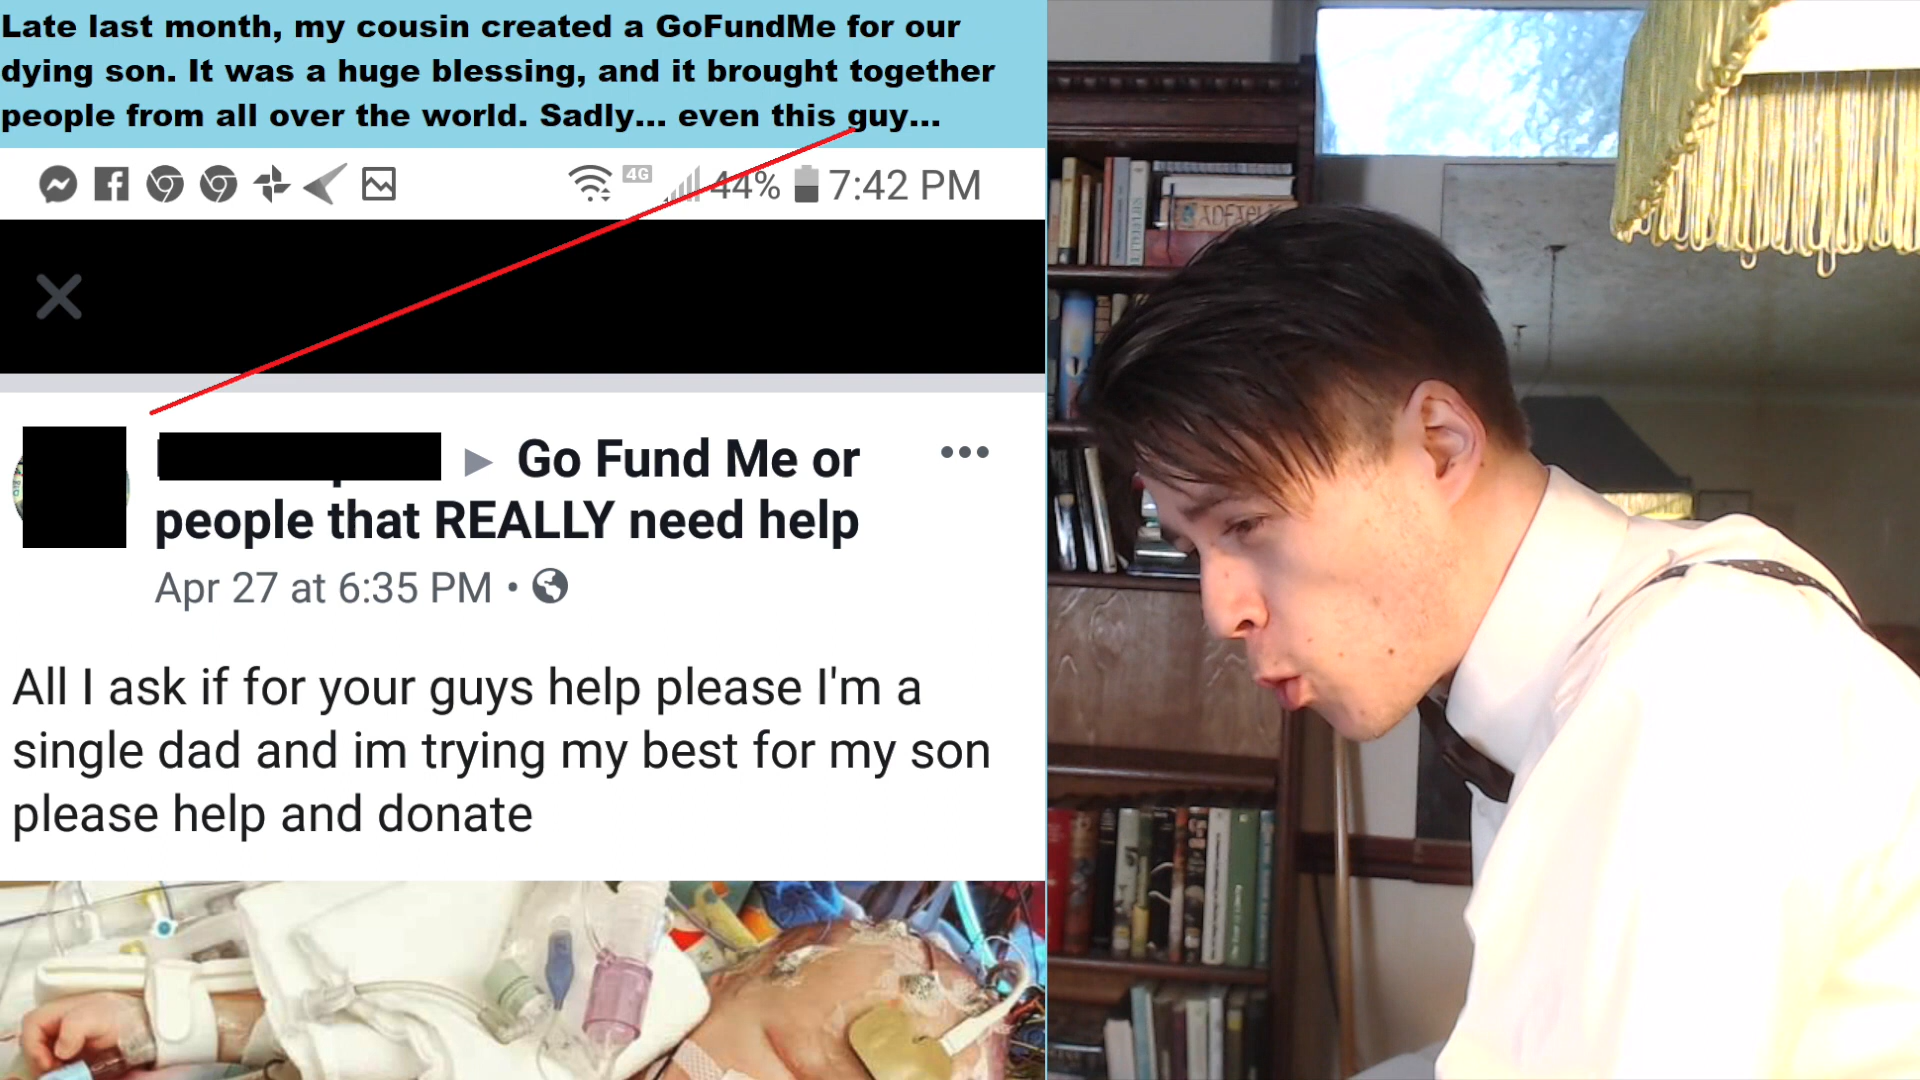 Late last month, my cousin created a GoFundMe for our
dying son. It was a huge blessing, and it brought together
people from all over the world. Sadly... even this guy...
4G 44% 7:42 PM
Go Fund Me or
people that REALLY need help
Apr 27 at 6:35 PM •
All I ask if for your guys help please I'm a
single dad and im trying my best for my son
please help and donate